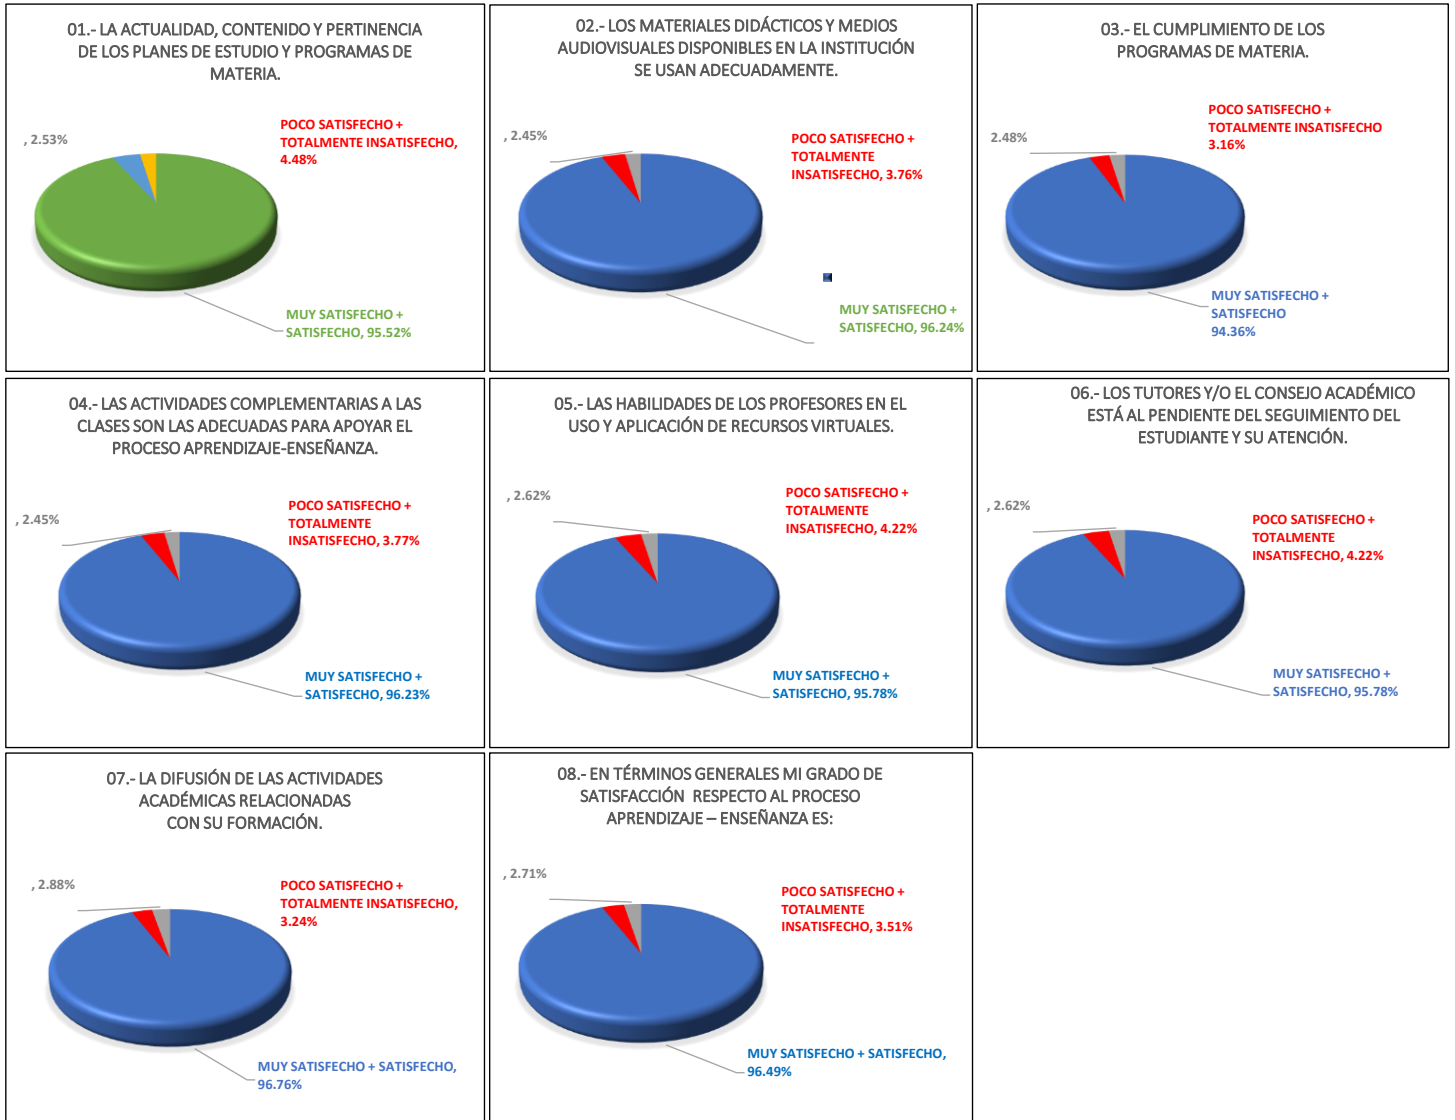 01.- LA ACTUALIDAD, CONTENIDO Y PERTINENCIA
DE LOS PLANES DE ESTUDIO Y PROGRAMAS DE
MATERIA.
, 2.53%
POCO SATISFECHO +
TOTALMENTE INSATISFECHO,
4.48%
MUY SATISFECHO +
SATISFECHO, 95.52%
02.- LOS MATERIALES DIDÁCTICOS Y MEDIOS
AUDIOVISUALES DISPONIBLES EN LA INSTITUCIÓN
SE USAN ADECUADAMENTE.
, 2.45%
POCO SATISFECHO +
TOTALMENTE
INSATISFECHO, 3.76%
MUY SATISFECHO +
SATISFECHO, 96.24%
03.- EL CUMPLIMIENTO DE LOS
PROGRAMAS DE MATERIA.
2.48%
POCO SATISFECHO +
TOTALMENTE INSATISFECHO
3.16%
MUY SATISFECHO +
SATISFECHO
94.36%
04.- LAS ACTIVIDADES COMPLEMENTARIAS A LAS
CLASES SON LAS ADECUADAS PARA APOYAR EL
PROCESO APRENDIZAJE-ENSEÑANZA.
, 2.45%
POCO SATISFECHO +
TOTALMENTE
INSATISFECHO, 3.77%
MUY SATISFECHO +
SATISFECHO, 96.23%
05.- LAS HABILIDADES DE LOS PROFESORES EN EL
USO Y APLICACIÓN DE RECURSOS VIRTUALES.
, 2.62%
POCO SATISFECHO +
TOTALMENTE
INSATISFECHO, 4.22%
MUY SATISFECHO +
SATISFECHO, 95.78%
06.- LOS TUTORES Y/O EL CONSEJO ACADÉMICO
ESTÁ AL PENDIENTE DEL SEGUIMIENTO DEL
ESTUDIANTE Y SU ATENCIÓN.
, 2.62%
POCO SATISFECHO +
TOTALMENTE
INSATISFECHO, 4.22%
MUY SATISFECHO +
SATISFECHO, 95.78%
07.- LA DIFUSIÓN DE LAS ACTIVIDADES
ACADÉMICAS RELACIONADAS
CON SU FORMACIÓN.
, 2.88%
POCO SATISFECHO +
TOTALMENTE INSATISFECHO,
3.24%
MUY SATISFECHO + SATISFECHO,
96.76%
08.- EN TÉRMINOS GENERALES MI GRADO DE
SATISFACCIÓN RESPECTO AL PROCESO
APRENDIZAJE – ENSEÑANZA ES:
, 2.71%
POCO SATISFECHO +
TOTALMENTE
INSATISFECHO, 3.51%
MUY SATISFECHO + SATISFECHO,
96.49%